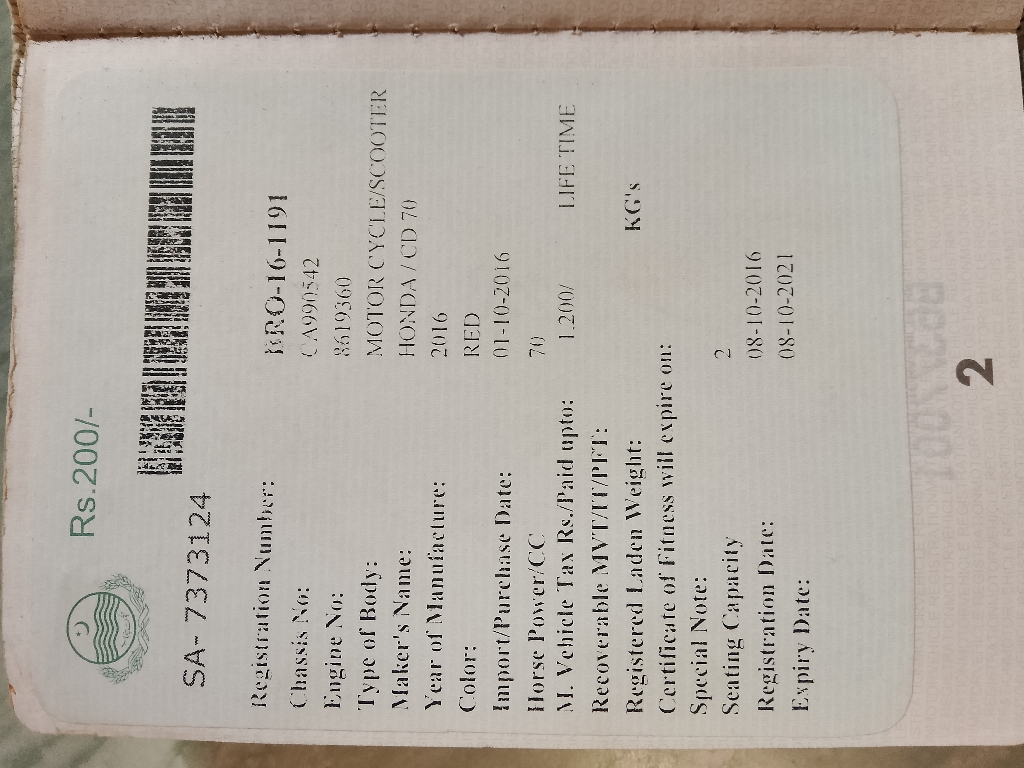 Rs.200/-
SA-7373124
Registration Number: BRO-16-1191
Chassis No: CA990542
Engine No: 8619360
Type of Body: MOTOR CYCLE/SCOOTER
Maker's Name: HONDA / CD 70
Year of Manufacture: 2016
Color: RED
Import/Purchase Date: 01-10-2016
Horse Power/CC 70
M. Vehicle Tax Rs./Paid upto: 1200/ LIFE TIME
Recoverable MVT/IT/PFT:
Registered Laden Weight: KG's
Certificate of Fitness will expire on:
Special Note:
Seating Capacity 2
Registration Date: 08-10-2016
Expiry Date: 08-10-2021
2